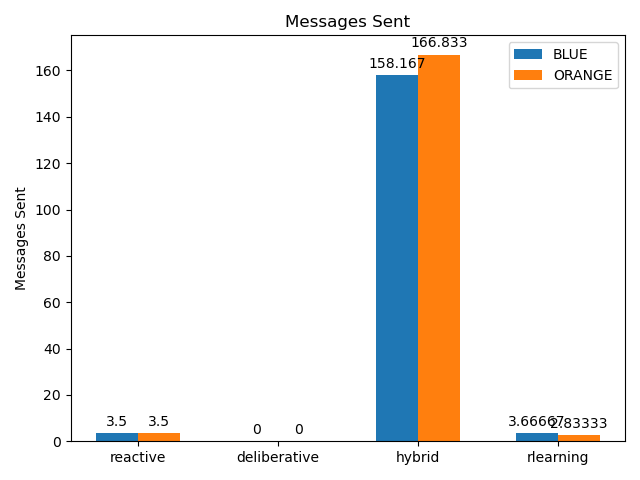 Messages Sent
166.833
158.167
BLUE
ORANGE
Messages Sent
160
140
120
100
80
60
40
20
0
3.5
3.5
0
0
3.66667
2.83333
reactive
deliberative
hybrid
rlearning